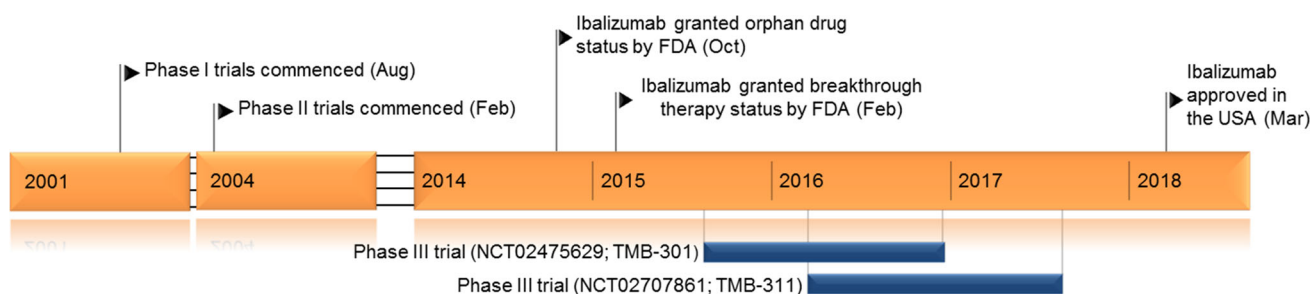 Ibalizumab granted orphan drug
status by FDA (Oct)
Phase I trials commenced (Aug)
Ibalizumab granted breakthrough
therapy status by FDA (Feb)
Ibalizumab
approved in
the USA (Mar)
Phase II trials commenced (Feb)
2001
2004
2014
2015
2016
2017
2018
Phase III trial (NCT02475629; TMB-301)
Phase III trial (NCT02707861; TMB-311)